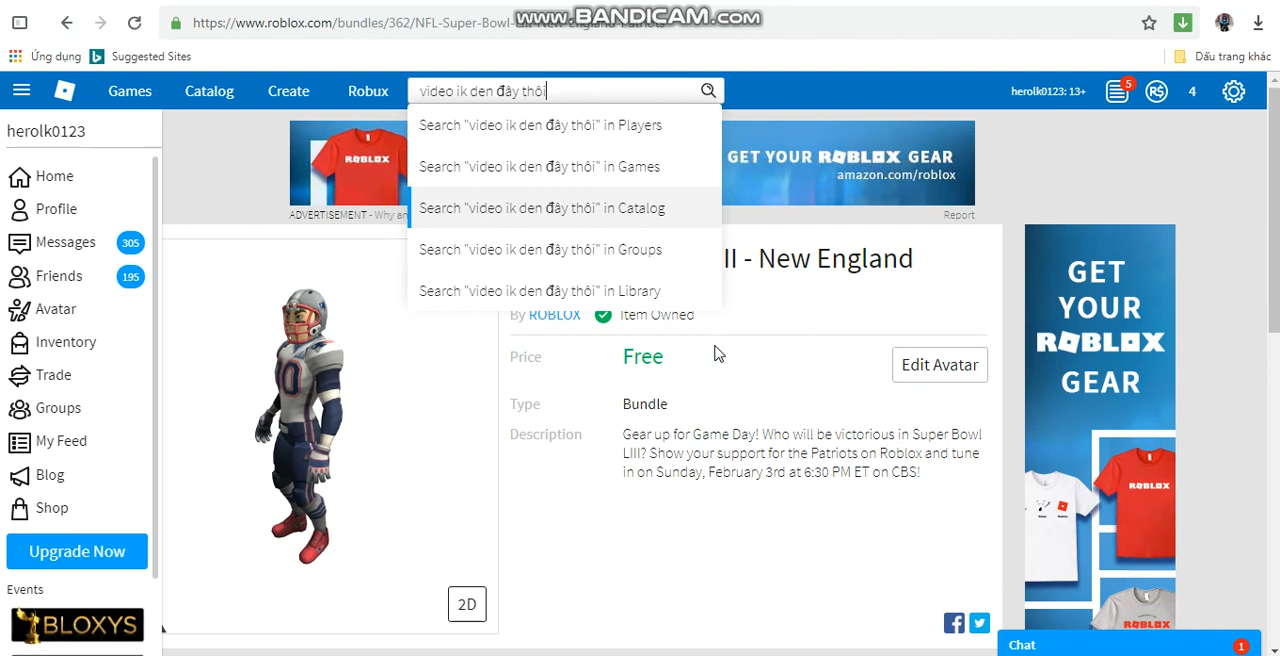 www.BANDICAM.com
https://www.roblox.com/bundles/362/NFL-Super-Bowl-LIII-New-England-Patriots
Ứng dụng
Suggested Sites
Dấu trang khác
Games
Catalog
Create
Robux
video ik den đây thôi
herolk0123: 13+
5
R$
4
Search "video ik den đây thôi" in Players
Search "video ik den đây thôi" in Games
Search "video ik den đây thôi" in Catalog
Search "video ik den đây thôi" in Groups
Search "video ik den đây thôi" in Library
herolk0123
Home
Profile
Messages 305
Friends 195
Avatar
Inventory
Trade
Groups
My Feed
Blog
Shop
Upgrade Now
Events
BLOXYS
ROBLOX
GET YOUR ROBLOX GEAR
amazon.com/roblox
ADVERTISEMENT - Why
Report
II - New England
By ROBLOX Item Owned
Price Free
Edit Avatar
Type Bundle
Description Gear up for Game Day! Who will be victorious in Super Bowl
LIII? Show your support for the Patriots on Roblox and tune
in on Sunday, February 3rd at 6:30 PM ET on CBS!
10
2D
GET
YOUR
ROBLOX
GEAR
ROBLOX
ROBLOX
Chat 1